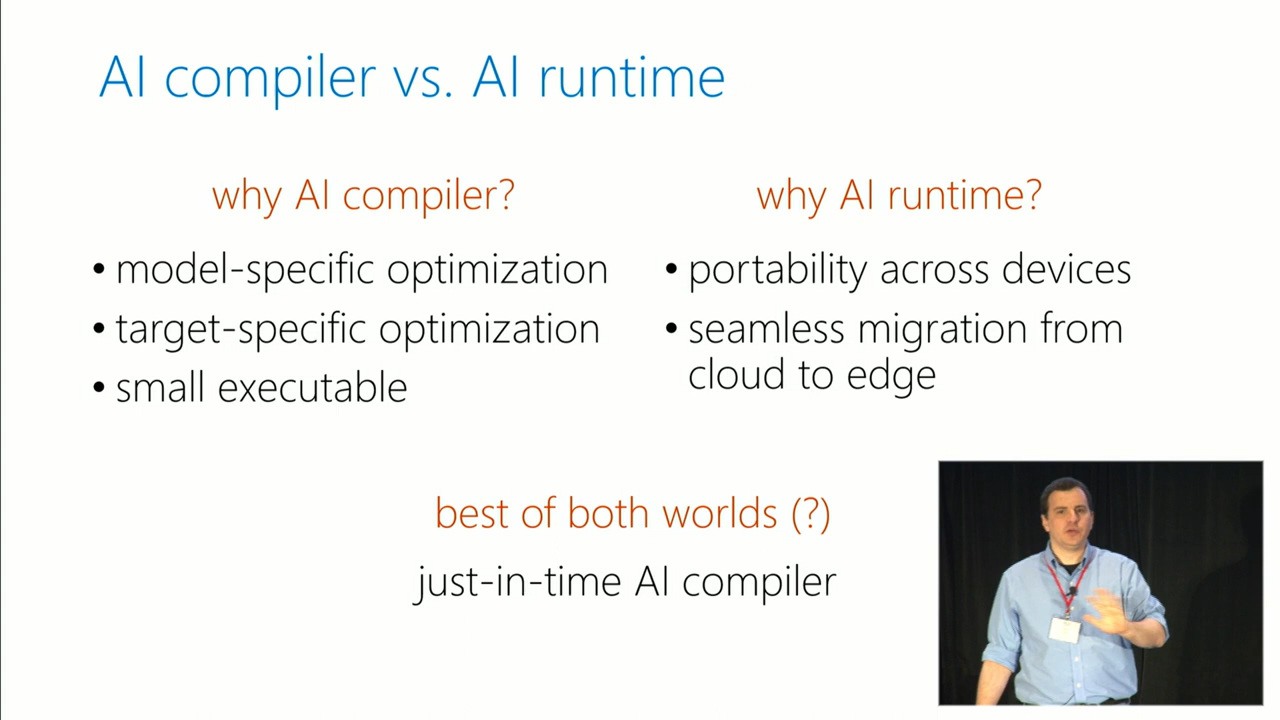 AI compiler vs. AI runtime
why AI compiler?
• model-specific optimization
• target-specific optimization
• small executable
why AI runtime?
• portability across devices
• seamless migration from
cloud to edge
best of both worlds (?)
just-in-time AI compiler